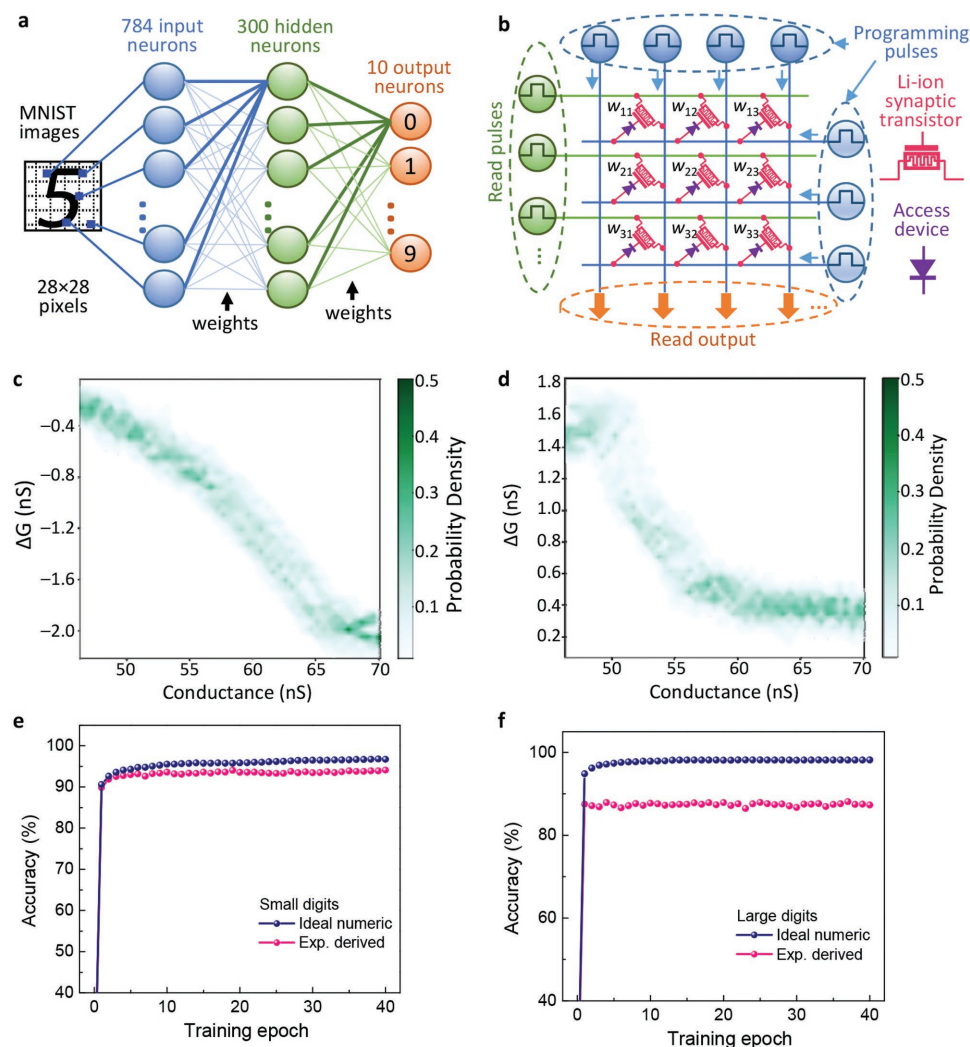 a
784 input
neurons
300 hidden
neurons
10 output
neurons
MNIST
images
5
0
1
9
28×28
pixels
weights
weights
b
Programming
pulses
Read pulses
Li-ion
synaptic
transistor
w11
w12
w13
w21
w22
w23
w31
w32
w33
Access
device
...
Read output
c
ΔG (nS)
−0.4
−0.8
−1.2
−1.6
−2.0
50
55
60
65
70
Conductance (nS)
0.5
0.4
0.3
0.2
0.1
Probability Density
d
ΔG (nS)
1.8
1.6
1.4
1.2
1.0
0.8
0.6
0.4
0.2
50
55
60
65
70
Conductance (nS)
0.5
0.4
0.3
0.2
0.1
Probability Density
e
Accuracy (%)
100
90
80
70
60
50
40
Small digits
Ideal numeric
Exp. derived
0
10
20
30
40
Training epoch
f
Accuracy (%)
100
80
60
40
Large digits
Ideal numeric
Exp. derived
0
10
20
30
40
Training epoch